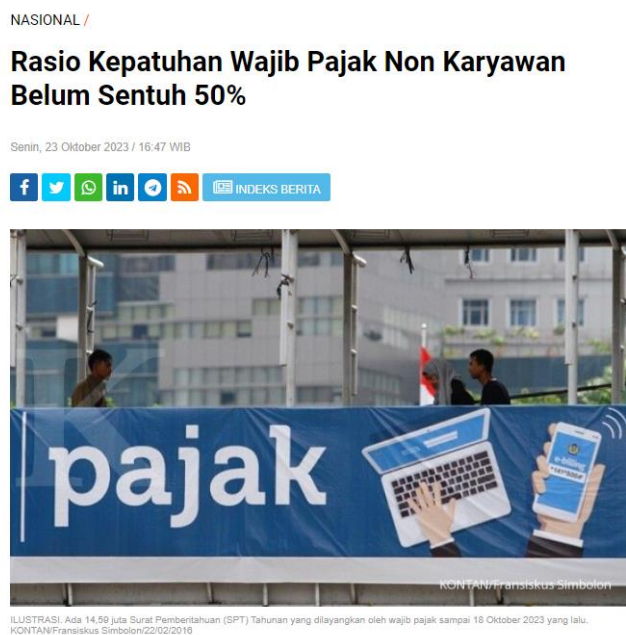 NASIONAL /
Rasio Kepatuhan Wajib Pajak Non Karyawan
Belum Sentuh 50%
Senin, 23 Oktober 2023 / 16:47 WIB
INDEKS BERITA
pajak
e-billing
KONTAN/Fransiskus Simbolon
ILUSTRASI. Ada 14,59 juta Surat Pemberitahuan (SPT) Tahunan yang dilayangkan oleh wajib pajak sampai 18 Oktober 2023 yang lalu.
KONTAN/Fransiskus Simbolon/22/02/2016